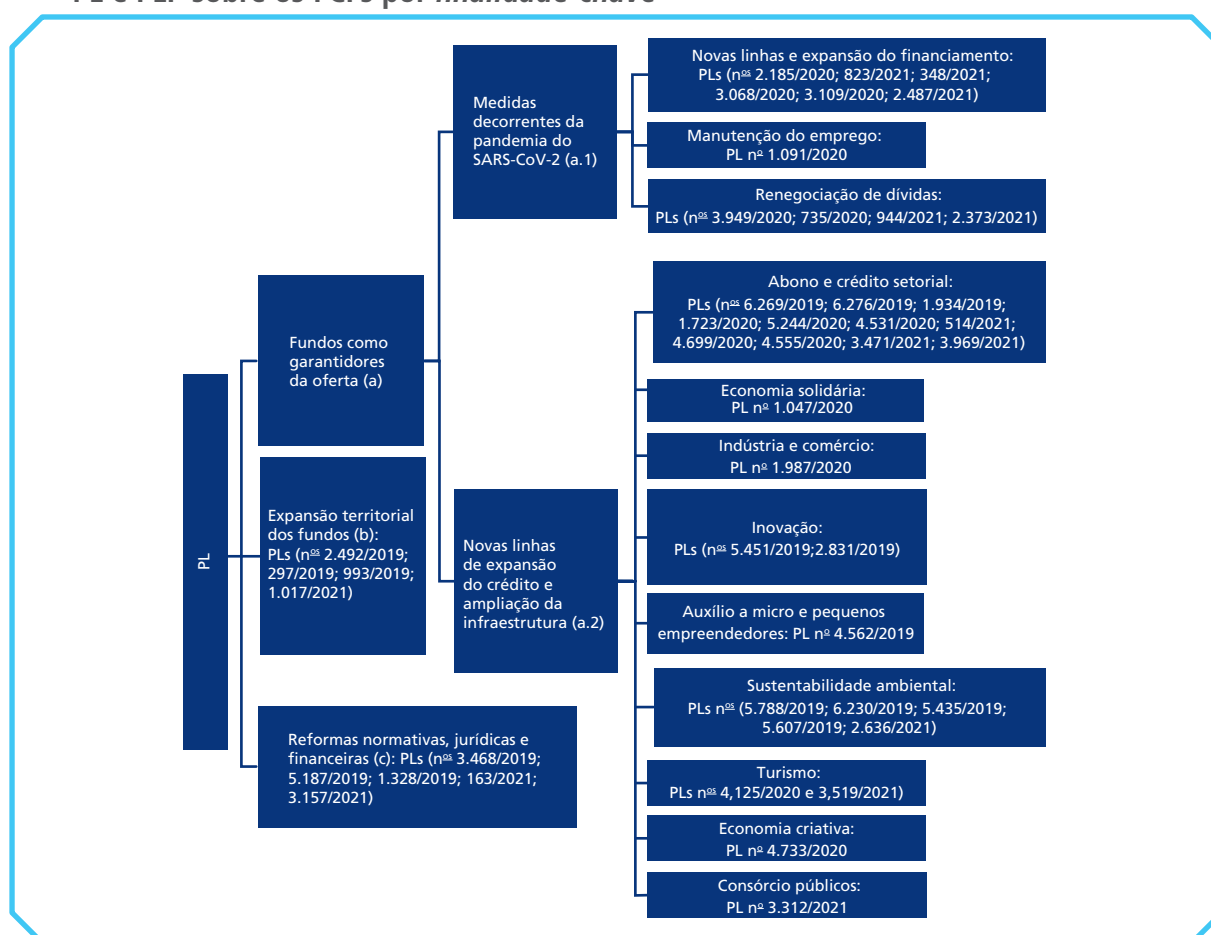 PL e PLP sobre os FCFs por finalidade-chave
Novas linhas e expansão do financiamento:
PLs (nºs 2.185/2020; 823/2021; 348/2021;
3.068/2020; 3.109/2020; 2.487/2021)
Medidas
decorrentes da
pandemia do
SARS-CoV-2 (a.1)
Manutenção do emprego:
PL nº 1.091/2020
Renegociação de dívidas:
PLs (nºs 3.949/2020; 735/2020; 944/2021; 2.373/2021)
Fundos como
garantidores
da oferta (a)
Abono e crédito setorial:
PLs (nºs 6.269/2019; 6.276/2019; 1.934/2019;
1.723/2020; 5.244/2020; 4.531/2020; 514/2021;
4.699/2020; 4.555/2020; 3.471/2021; 3.969/2021)
Economia solidária:
PL nº 1.047/2020
Indústria e comércio:
PL nº 1.987/2020
PL
Expansão territorial
dos fundos (b):
PLs (nºs 2.492/2019;
297/2019; 993/2019;
1.017/2021)
Novas linhas
de expansão
do crédito e
ampliação da
infraestrutura (a.2)
Inovação:
PLs (nºs 5.451/2019;2.831/2019)
Auxílio a micro e pequenos
empreendedores: PL nº 4.562/2019
Sustentabilidade ambiental:
PLs nºs (5.788/2019; 6.230/2019; 5.435/2019;
5.607/2019; 2.636/2021)
Reformas normativas, jurídicas e
financeiras (c): PLs (nºs 3.468/2019;
5.187/2019; 1.328/2019; 163/2021;
3.157/2021)
Turismo:
PLs nºs 4,125/2020 e 3,519/2021)
Economia criativa:
PL nº 4.733/2020
Consórcio públicos:
PL nº 3.312/2021